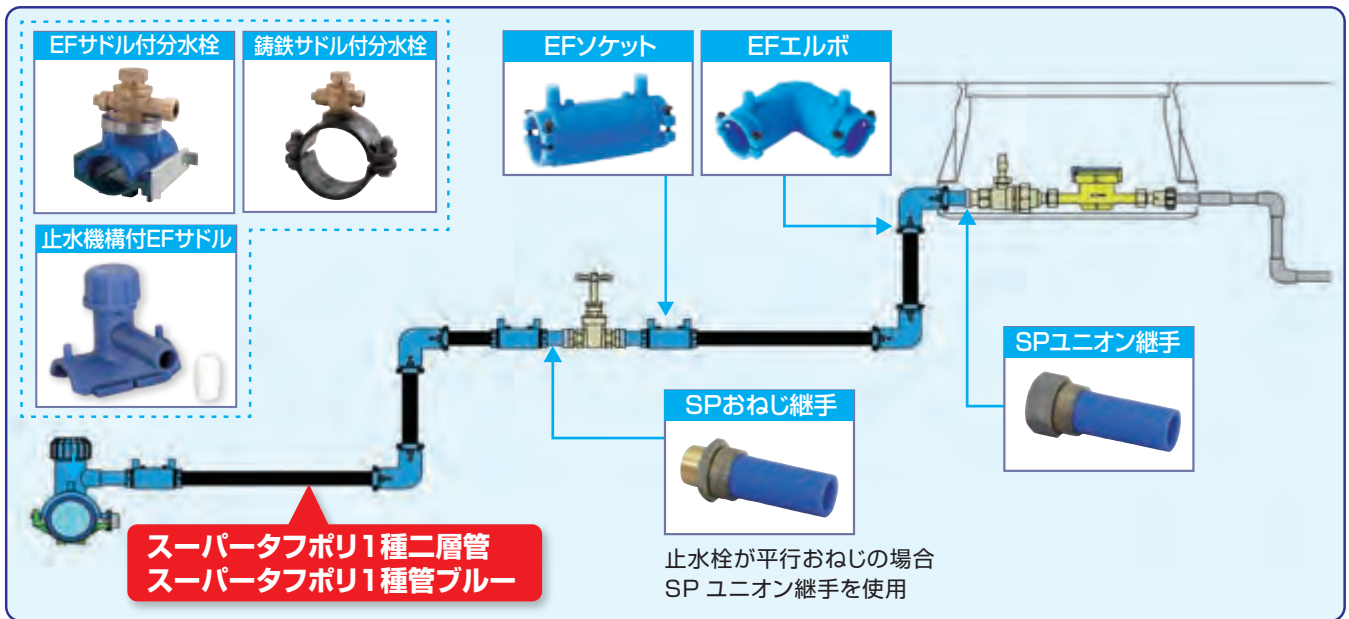 EFサドル付分水栓
鋳鉄サドル付分水栓
EFソケット
EFエルボ
止水機構付EFサドル
SPユニオン継手
SPおねじ継手
スーパータフポリ1種二層管
スーパータフポリ1種管ブルー
止水栓が平行おねじの場合
SP ユニオン継手を使用